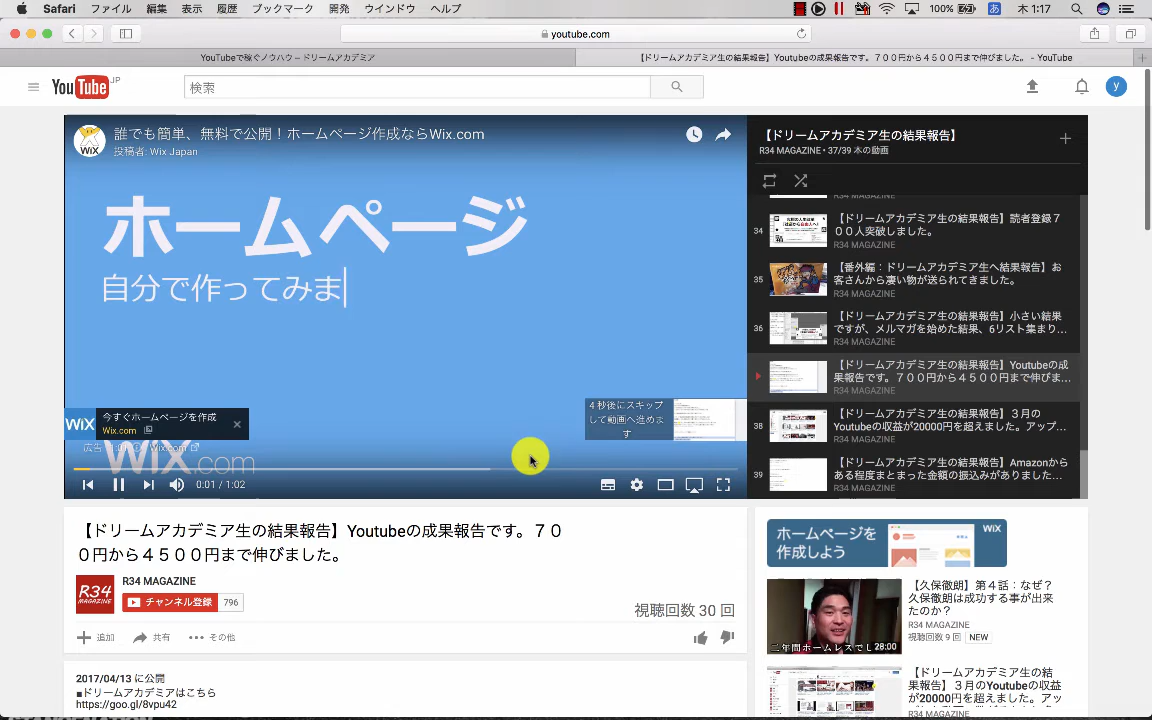 Safari ファイル 編集 表示 履歴 ブックマーク 開発 ウインドウ ヘルプ 100% あ 木 1:17
youtube.com
YouTubeで稼ぐノウハウ – ドリームアカデミア
【ドリームアカデミア生の結果報告】Youtubeの成果報告です。７００円から４５００円まで伸びました。 - YouTube
YouTube JP
検索
y
誰でも簡単、無料で公開！ホームページ作成ならWix.com
投稿者: Wix Japan
WiX
ホームページ
自分で作ってみま
WiX
今すぐホームページを作成
Wix.com
4 秒後にスキップ
して動画へ進めま
す
WiX.com
0:01 / 1:02
【ドリームアカデミア生の結果報告】
R34 MAGAZINE • 37/39 本の動画
34
【ドリームアカデミア生の結果報告】読者登録７
００人突破しました。
R34 MAGAZINE
35
【番外編：ドリームアカデミア生へ結果報告】お
客さんから凄い物が送られてきました。
R34 MAGAZINE
36
【ドリームアカデミア生の結果報告】小さい結果
ですが、メルマガを始めた結果、6リスト集まり...
R34 MAGAZINE
【ドリームアカデミア生の結果報告】Youtubeの成
果報告です。７００円から４５００円まで伸びま...
R34 MAGAZINE
38
【ドリームアカデミア生の結果報告】３月の
Youtubeの収益が20000円を超えました。アップ...
R34 MAGAZINE
39
【ドリームアカデミア生の結果報告】Amazonから
ある程度まとまった金額の振込みがありました...
R34 MAGAZINE
【ドリームアカデミア生の結果報告】Youtubeの成果報告です。７０
０円から４５００円まで伸びました。
R34 MAGAZINE
R34 MAGAZINE
チャンネル登録 796
視聴回数 30 回
追加 共有 その他
2017/04/13 に公開
■ドリームアカデミアはこちら
https://goo.gl/8vpu42
ホームページを
作成しよう
WiX
二年間ホームレスでし
28:00
【久保徹朗】第４話：なぜ？
久保徹朗は成功する事が出来
たのか？
R34 MAGAZINE
視聴回数 9 回 NEW
【ドリームアカデミア生の結
果報告】３月のYoutubeの収益
が20000円を超えました。アッ
R34 MAGAZINE